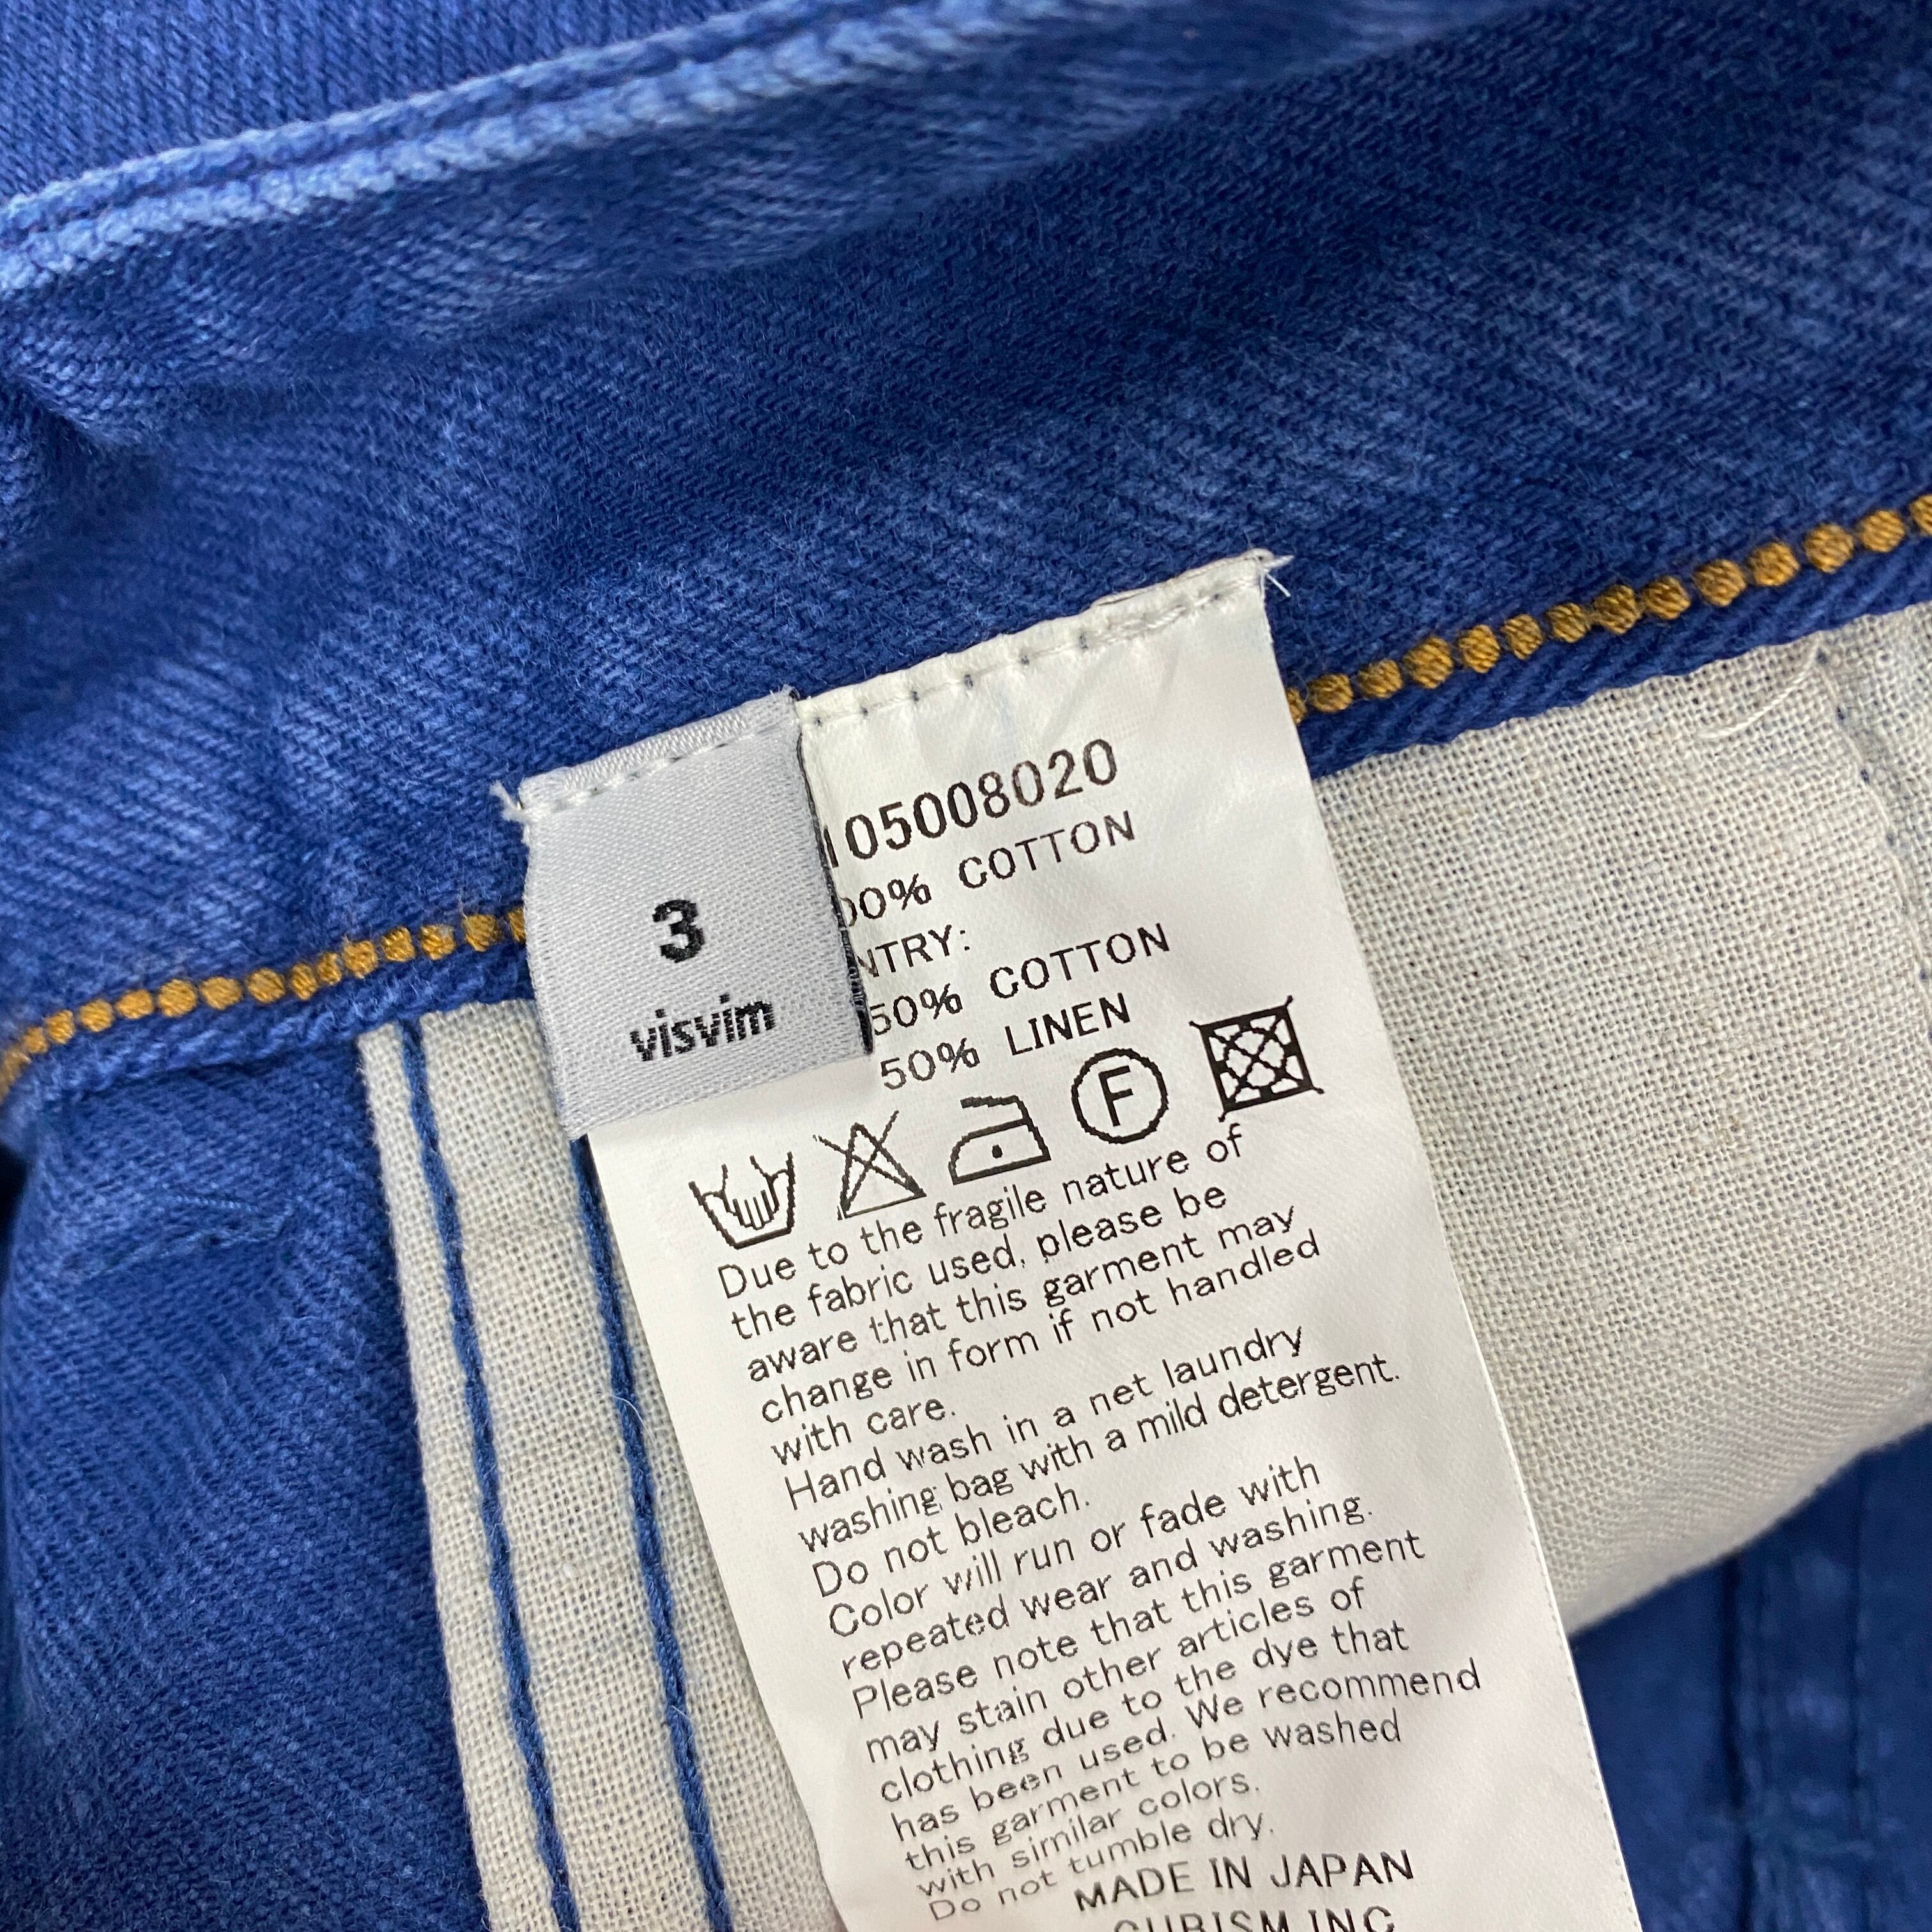 3
visvim
105008020
00% COTTON
NTRY:
50% COTTON
50% LINEN
F
Due to the fragile nature of
the fabric used, please be
aware that this garment may
change in form if not handled
with care.
Hand wash in a net laundry
washing bag with a mild detergent.
Do not bleach.
Color will run or fade with
repeated wear and washing.
Please note that this garment
may stain other articles of
clothing due to the dye that
has been used. We recommend
this garment to be washed
with similar colors.
Do not tumble dry.
MADE IN JAPAN
CUBISM INC